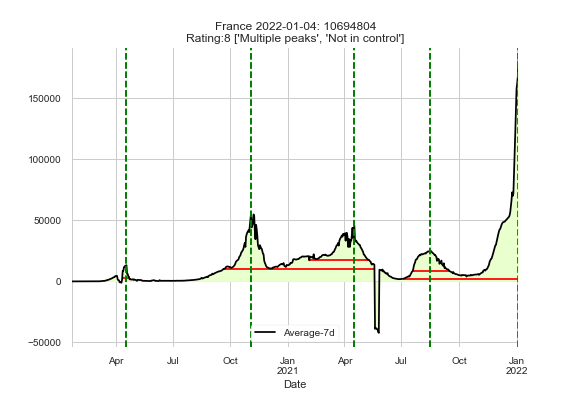 France 2022-01-04: 10694804
Rating:8 ['Multiple peaks', 'Not in control']
150000
100000
50000
0
−50000
Average-7d
Apr Jul Oct Jan Apr Jul Oct Jan
2021 2022
Date